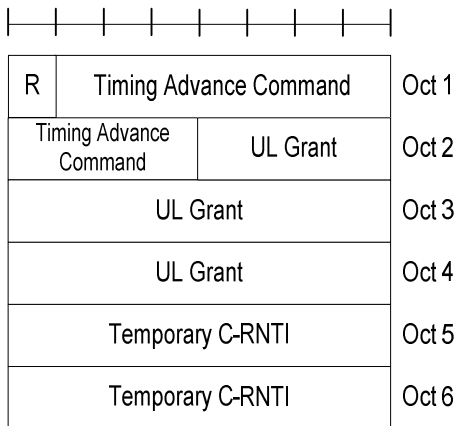 R Timing Advance Command Oct 1
Timing Advance
Command UL Grant Oct 2
UL Grant Oct 3
UL Grant Oct 4
Temporary C-RNTI Oct 5
Temporary C-RNTI Oct 6